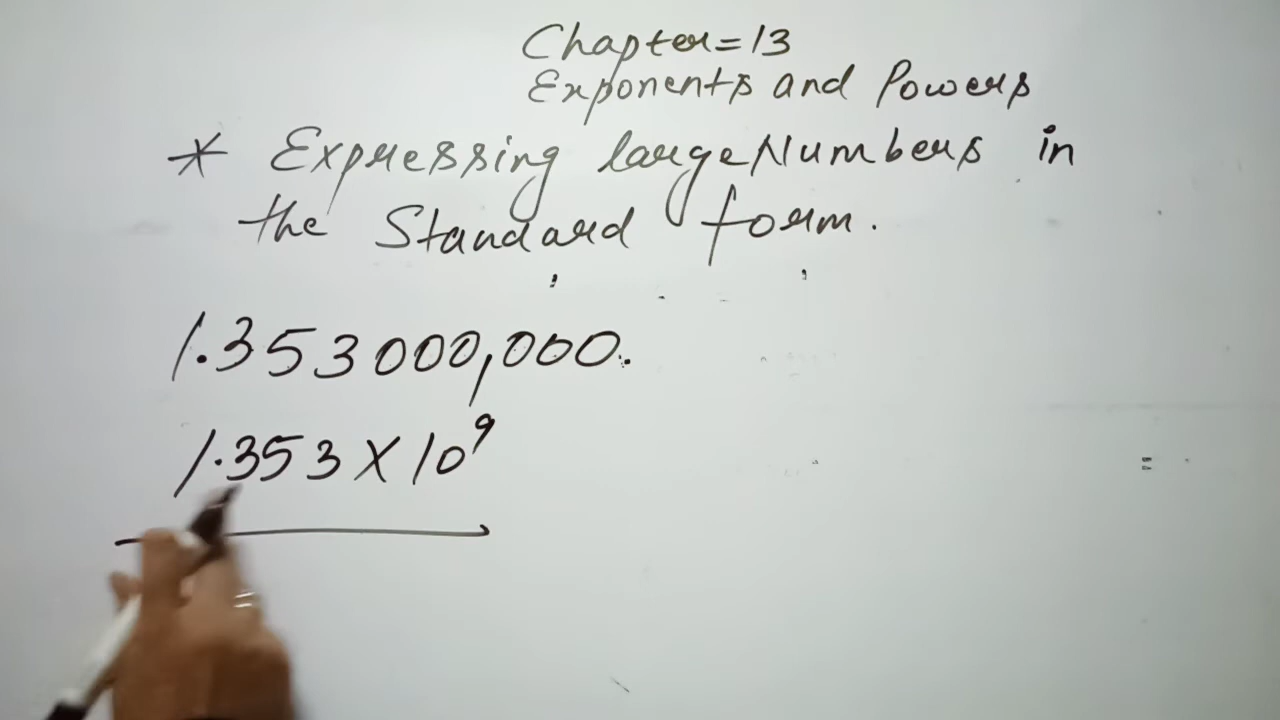 Chapter=13
Exponents and Powers
* Expressing large Numbers in
the Standard form.
1.353000,000.
1.353 X 10⁹